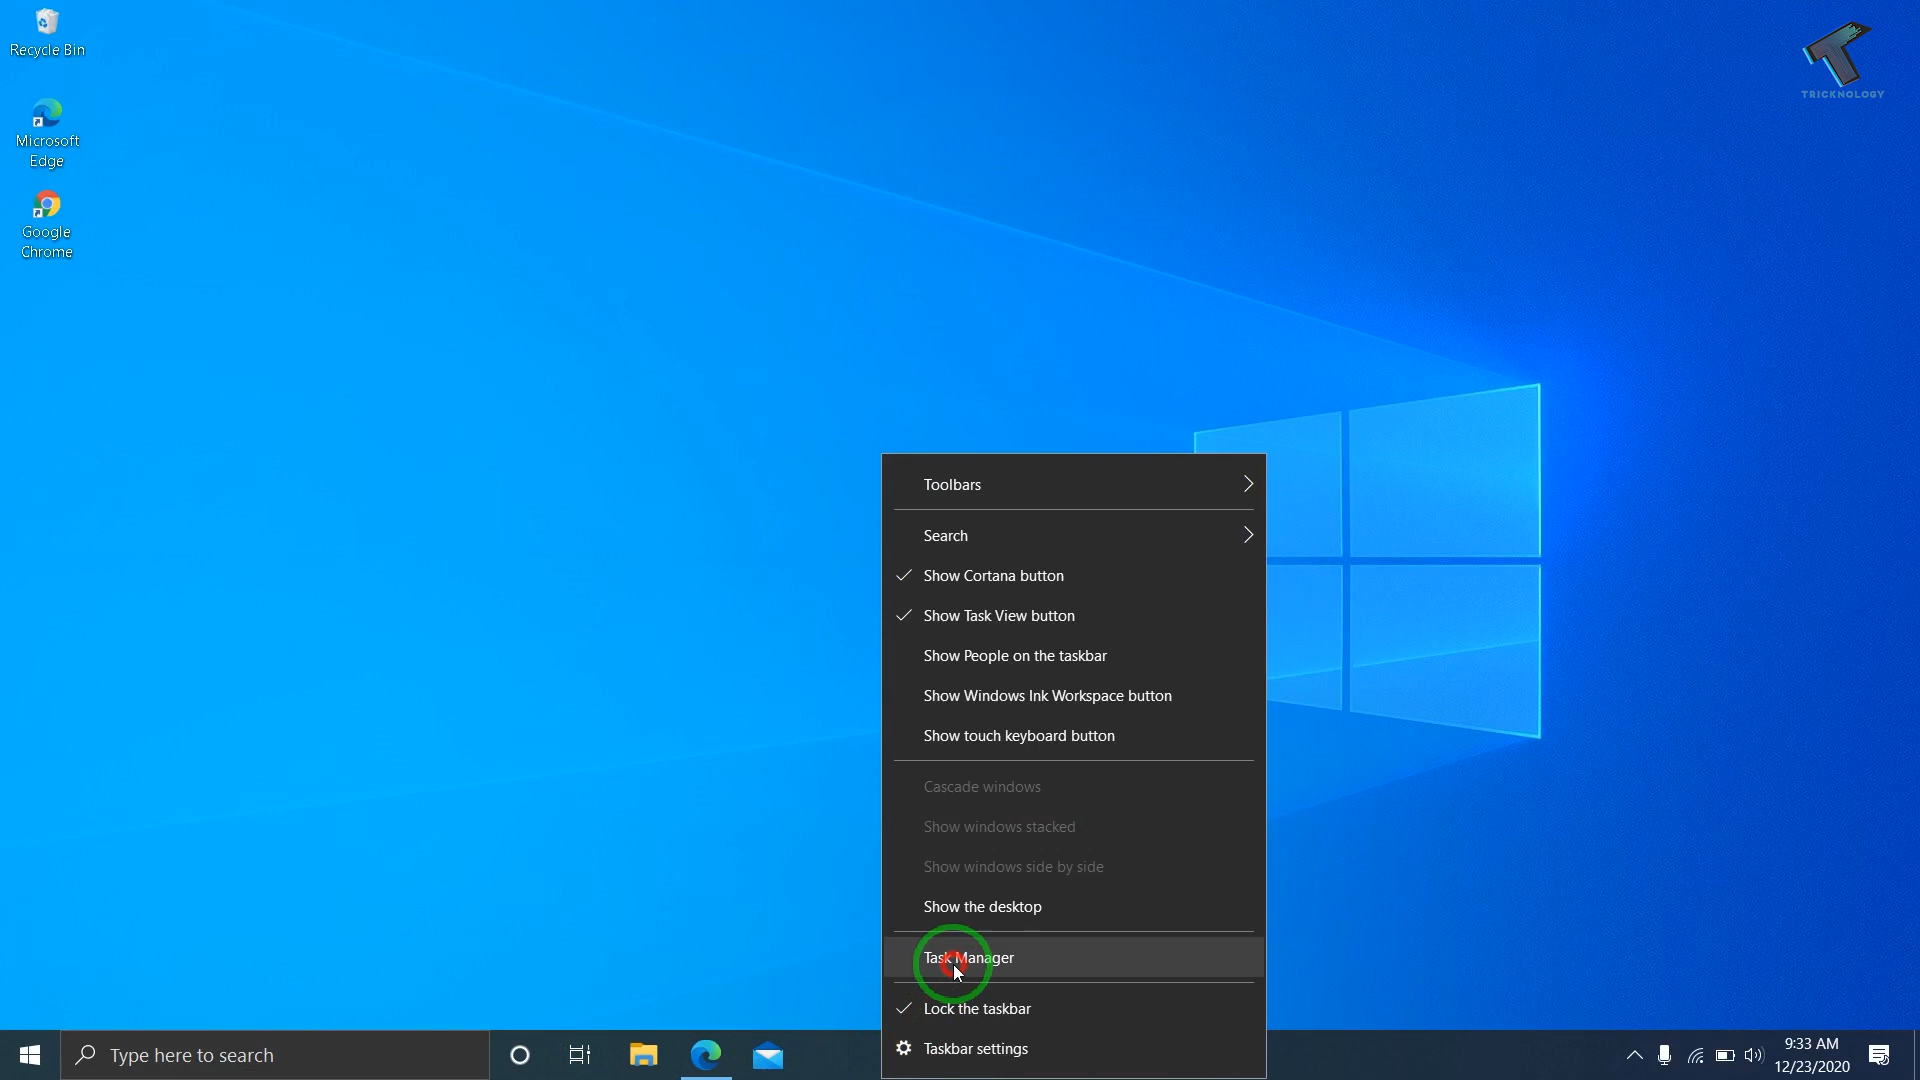 Recycle Bin
Microsoft
Edge
Google
Chrome
TRICKNOLOGY
Toolbars
Search
Show Cortana button
Show Task View button
Show People on the taskbar
Show Windows Ink Workspace button
Show touch keyboard button
Cascade windows
Show windows stacked
Show windows side by side
Show the desktop
Task Manager
Lock the taskbar
Taskbar settings
Type here to search
9:33 AM
12/23/2020